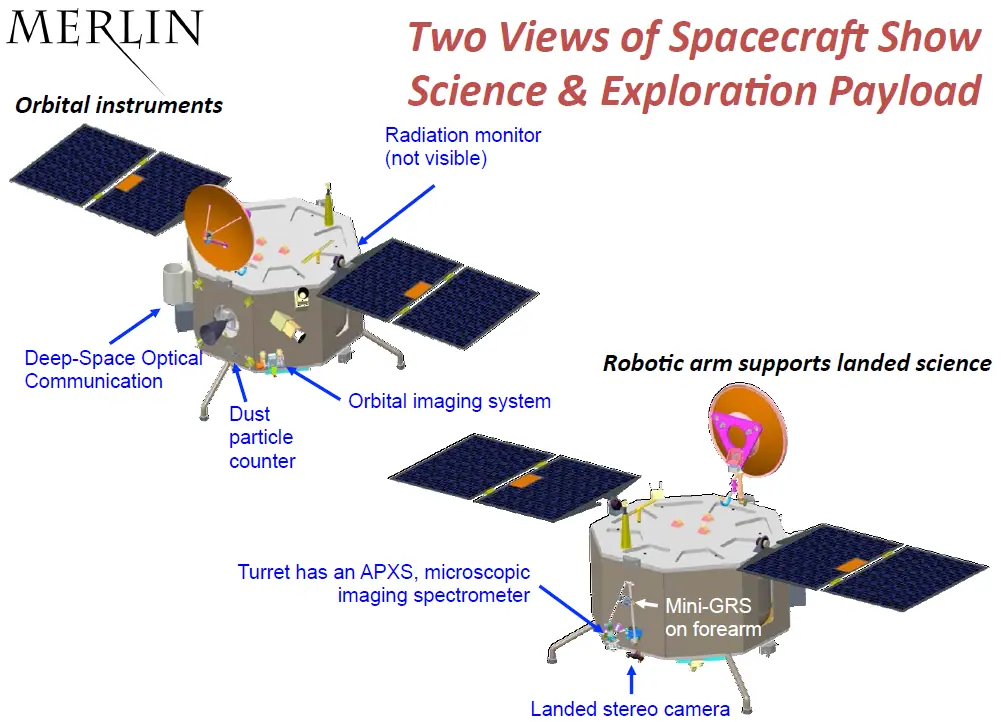 MERLIN
Two Views of Spacecraft Show
Science & Exploration Payload
Orbital instruments
Radiation monitor
(not visible)
Deep-Space Optical
Communication
Dust
particle
counter
Orbital imaging system
Robotic arm supports landed science
Turret has an APXS, microscopic
imaging spectrometer
Mini-GRS
on forearm
Landed stereo camera